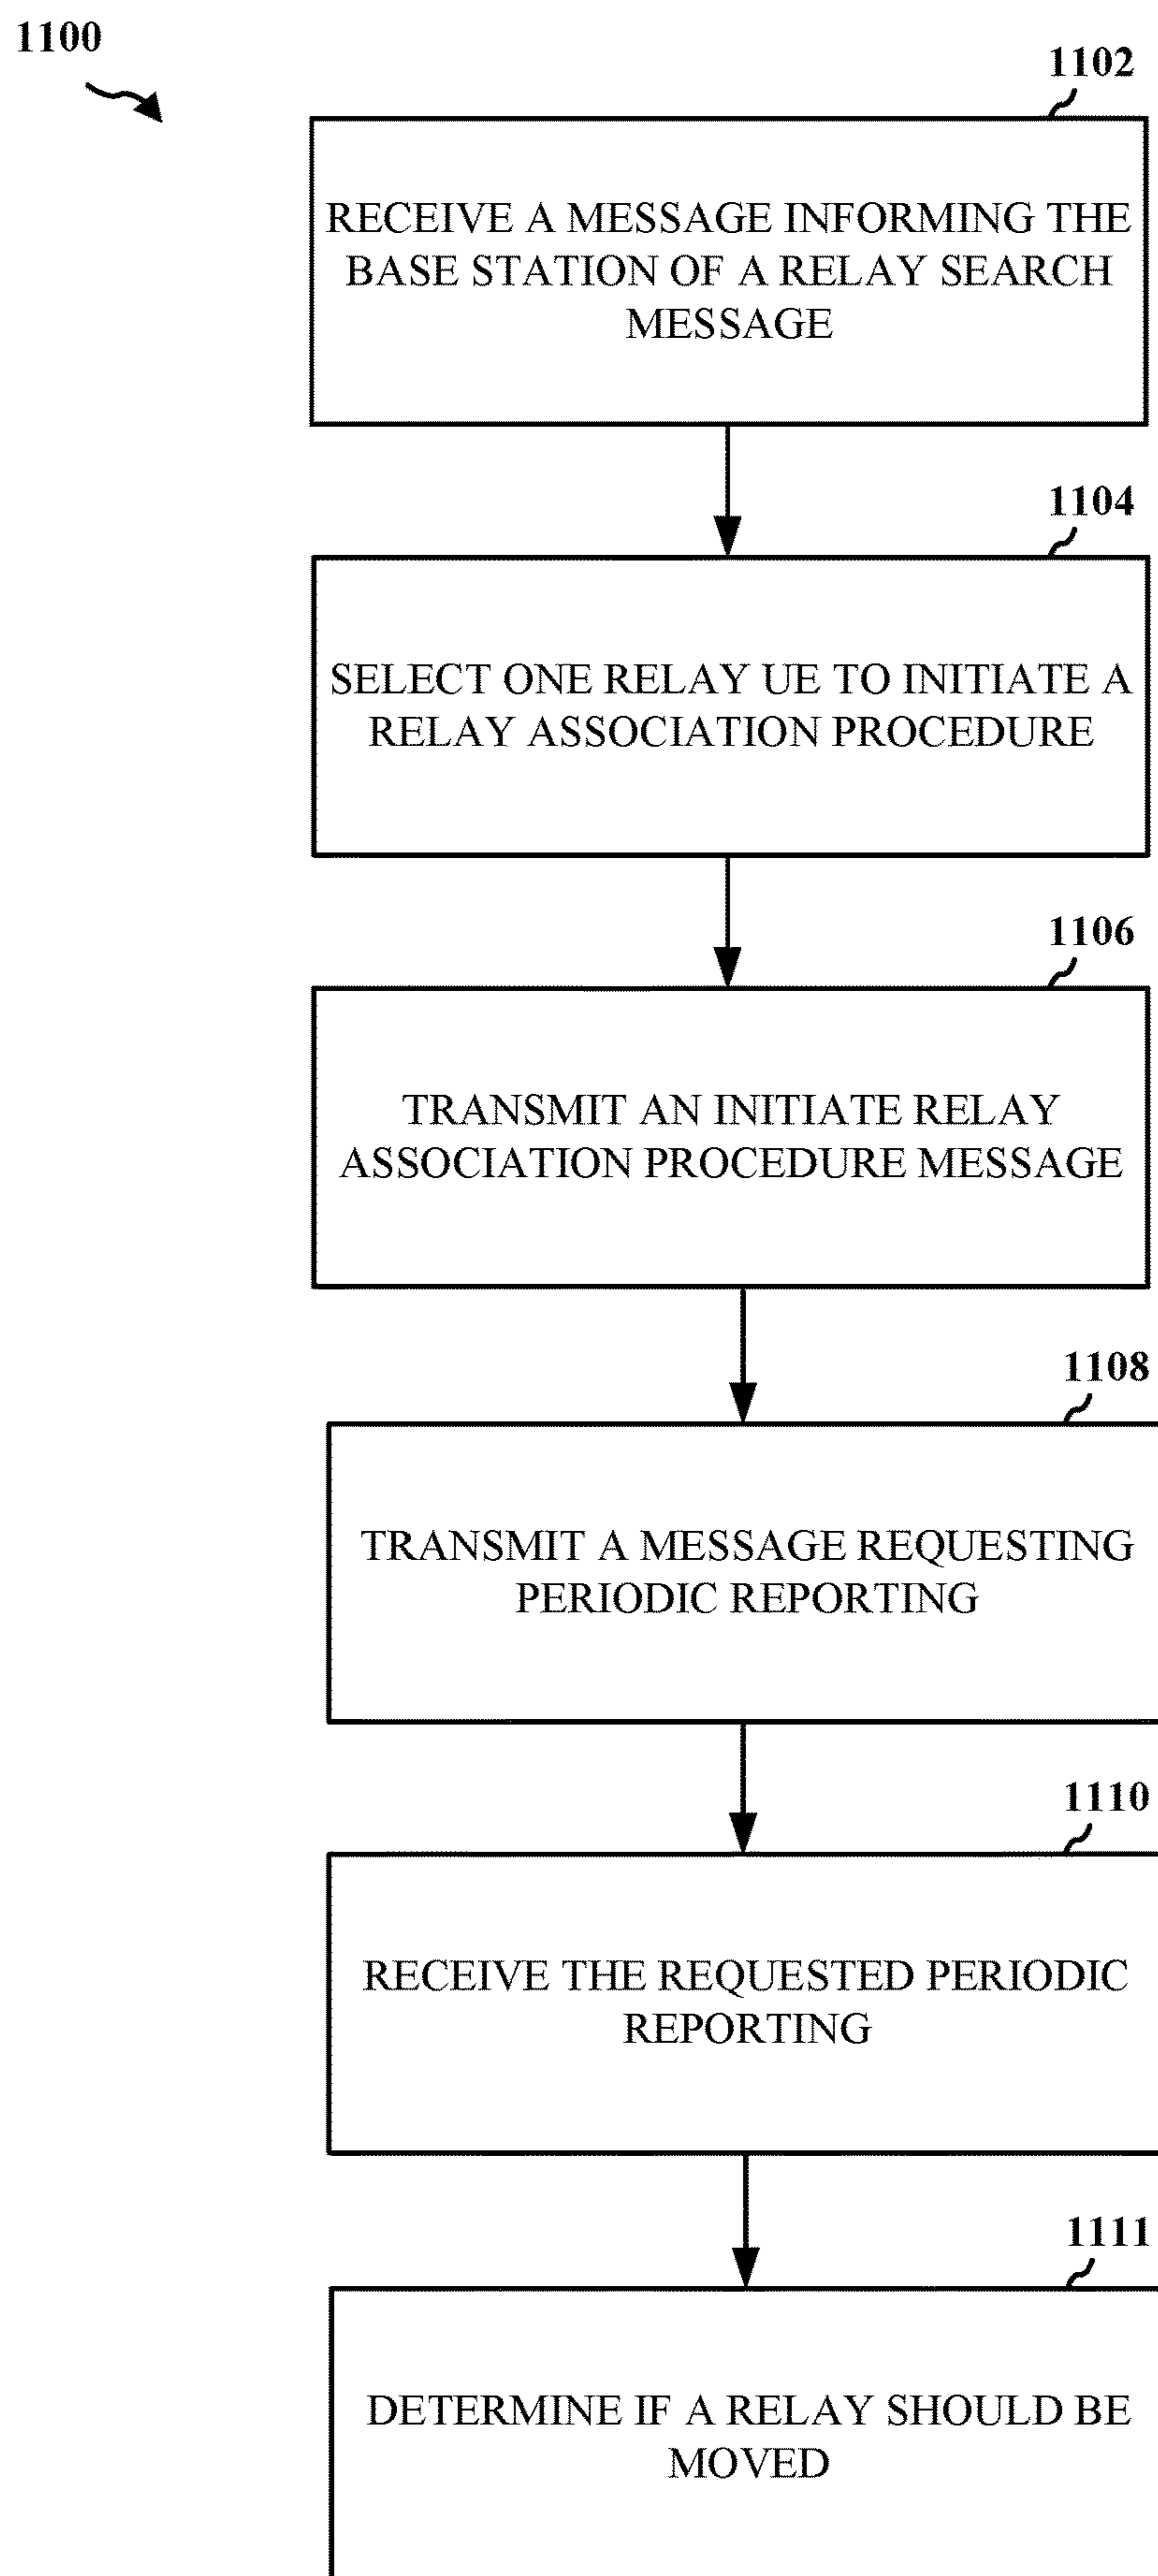 1100
1102
RECEIVE A MESSAGE INFORMING THE
BASE STATION OF A RELAY SEARCH
MESSAGE
1104
SELECT ONE RELAY UE TO INITIATE A
RELAY ASSOCIATION PROCEDURE
1106
TRANSMIT AN INITIATE RELAY
ASSOCIATION PROCEDURE MESSAGE
1108
TRANSMIT A MESSAGE REQUESTING
PERIODIC REPORTING
1110
RECEIVE THE REQUESTED PERIODIC
REPORTING
1111
DETERMINE IF A RELAY SHOULD BE
MOVED